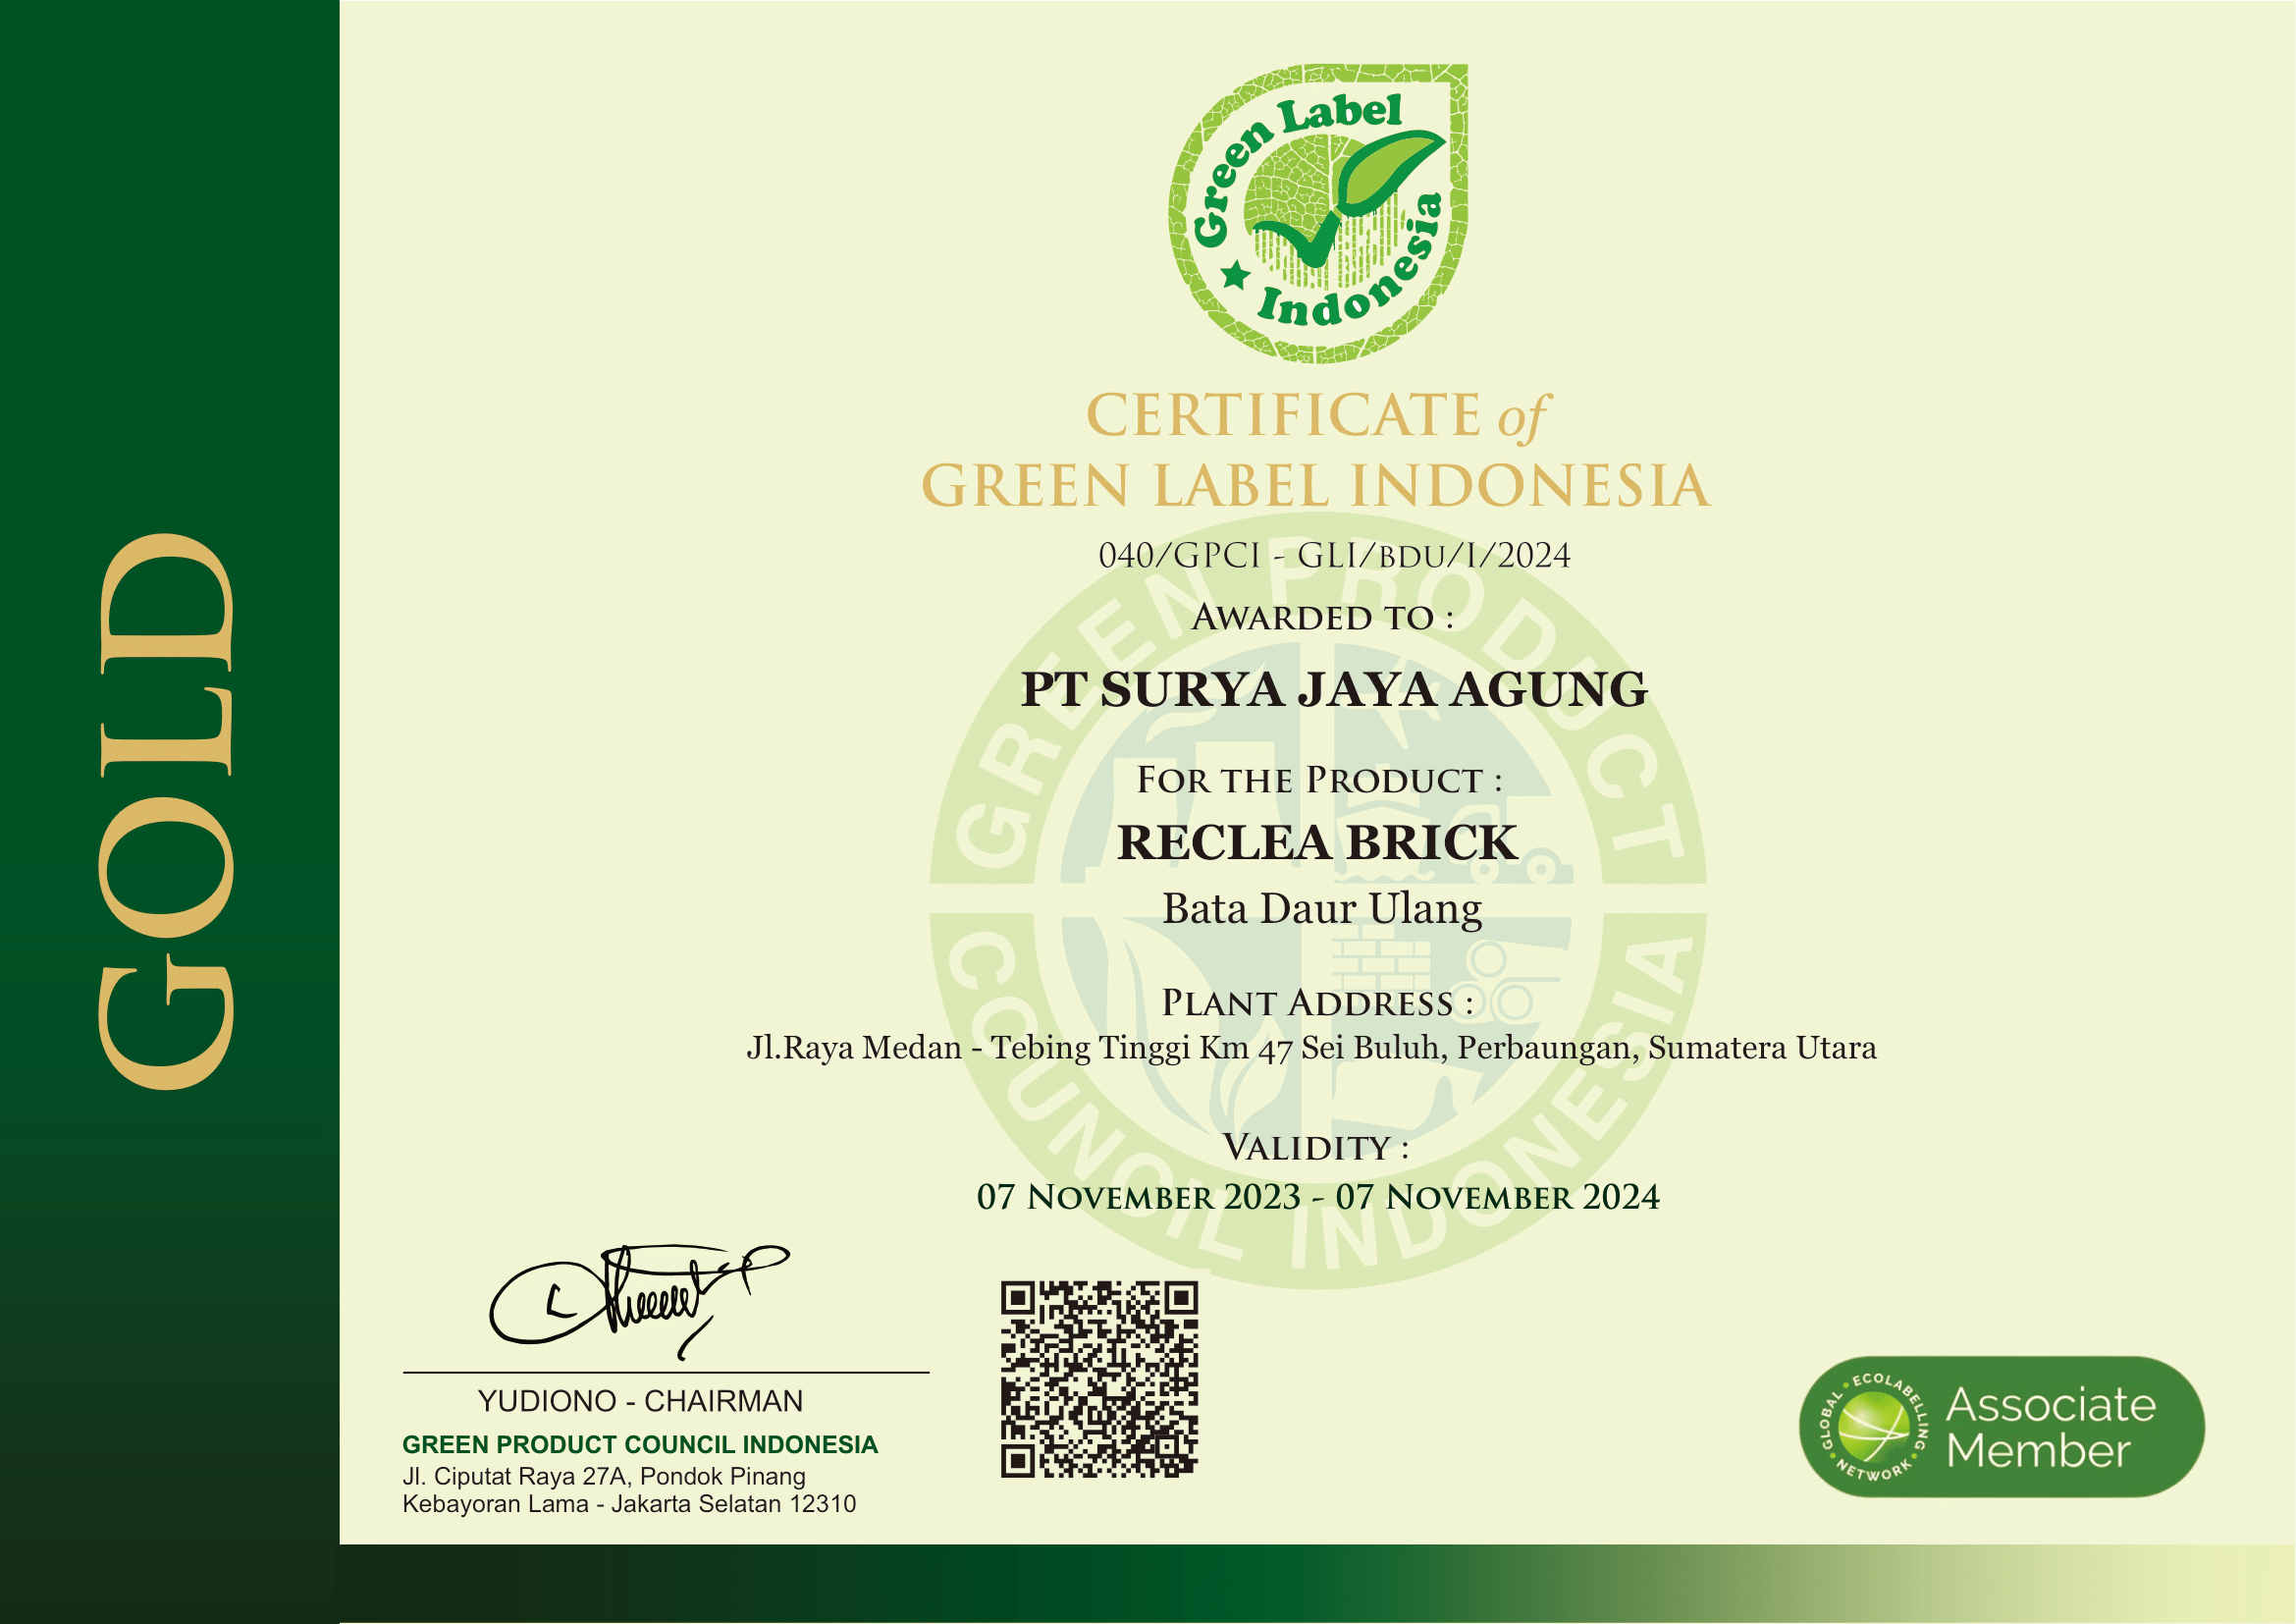 GOLD
Green Label
Indonesia
CERTIFICATE of
GREEN LABEL INDONESIA
040/GPCI - GLI/BDU/I/2024
AWARDED TO :
PT SURYA JAYA AGUNG
FOR THE PRODUCT :
RECLEA BRICK
Bata Daur Ulang
PLANT ADDRESS :
Jl.Raya Medan - Tebing Tinggi Km 47 Sei Buluh, Perbaungan, Sumatera Utara
VALIDITY :
07 NOVEMBER 2023 - 07 NOVEMBER 2024
GREEN PRODUCT
COUNCIL INDONESIA
YUDIONO - CHAIRMAN
GREEN PRODUCT COUNCIL INDONESIA
Jl. Ciputat Raya 27A, Pondok Pinang
Kebayoran Lama - Jakarta Selatan 12310
GLOBAL • ECOLABELLING • NETWORK •
Associate
Member